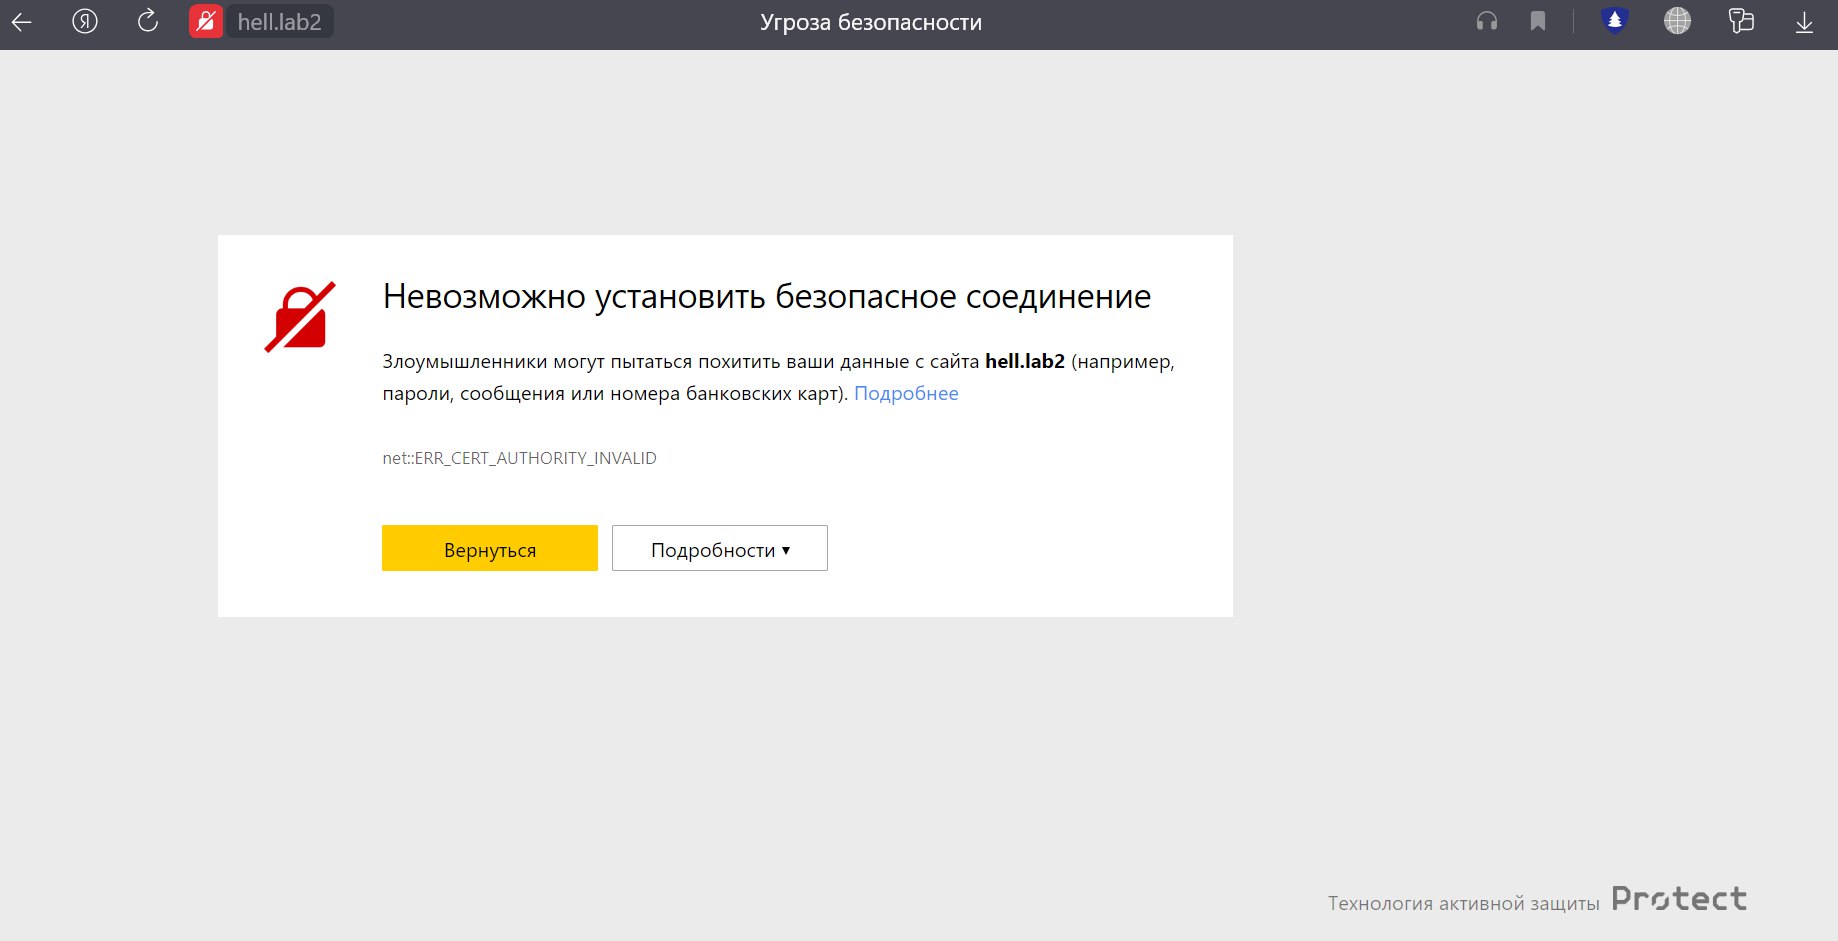 Я hell.lab2 Угроза безопасности
Невозможно установить безопасное соединение
Злоумышленники могут пытаться похитить ваши данные с сайта hell.lab2 (например,
пароли, сообщения или номера банковских карт). Подробнее
net::ERR_CERT_AUTHORITY_INVALID
Вернуться Подробности ▾
Технология активной защиты Protect